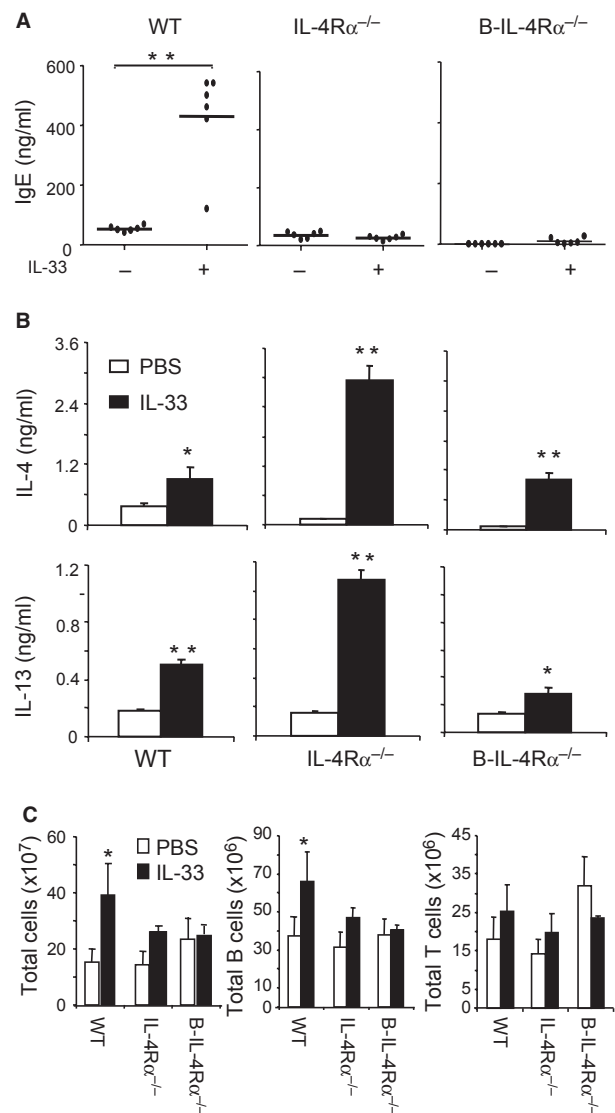 A
WT
IL-4Rα−/−
B-IL-4Rα−/−
IgE (ng/ml)
600
400
200
0
* *
IL-33
− + − + − +
B
IL-4 (ng/ml)
3.6
2.4
1.2
0
PBS
IL-33
*
* *
* *
IL-13 (ng/ml)
1.2
0.8
0.4
0
* *
* *
*
WT
IL-4Rα−/−
B-IL-4Rα−/−
C
Total cells (x10⁷)
60
40
20
0
PBS
IL-33
*
WT
IL-4Rα−/−
B-IL-4Rα−/−
Total B cells (x10⁶)
90
70
50
30
10
0
*
WT
IL-4Rα−/−
B-IL-4Rα−/−
Total T cells (x10⁶)
45
35
25
15
0
WT
IL-4Rα−/−
B-IL-4Rα−/−